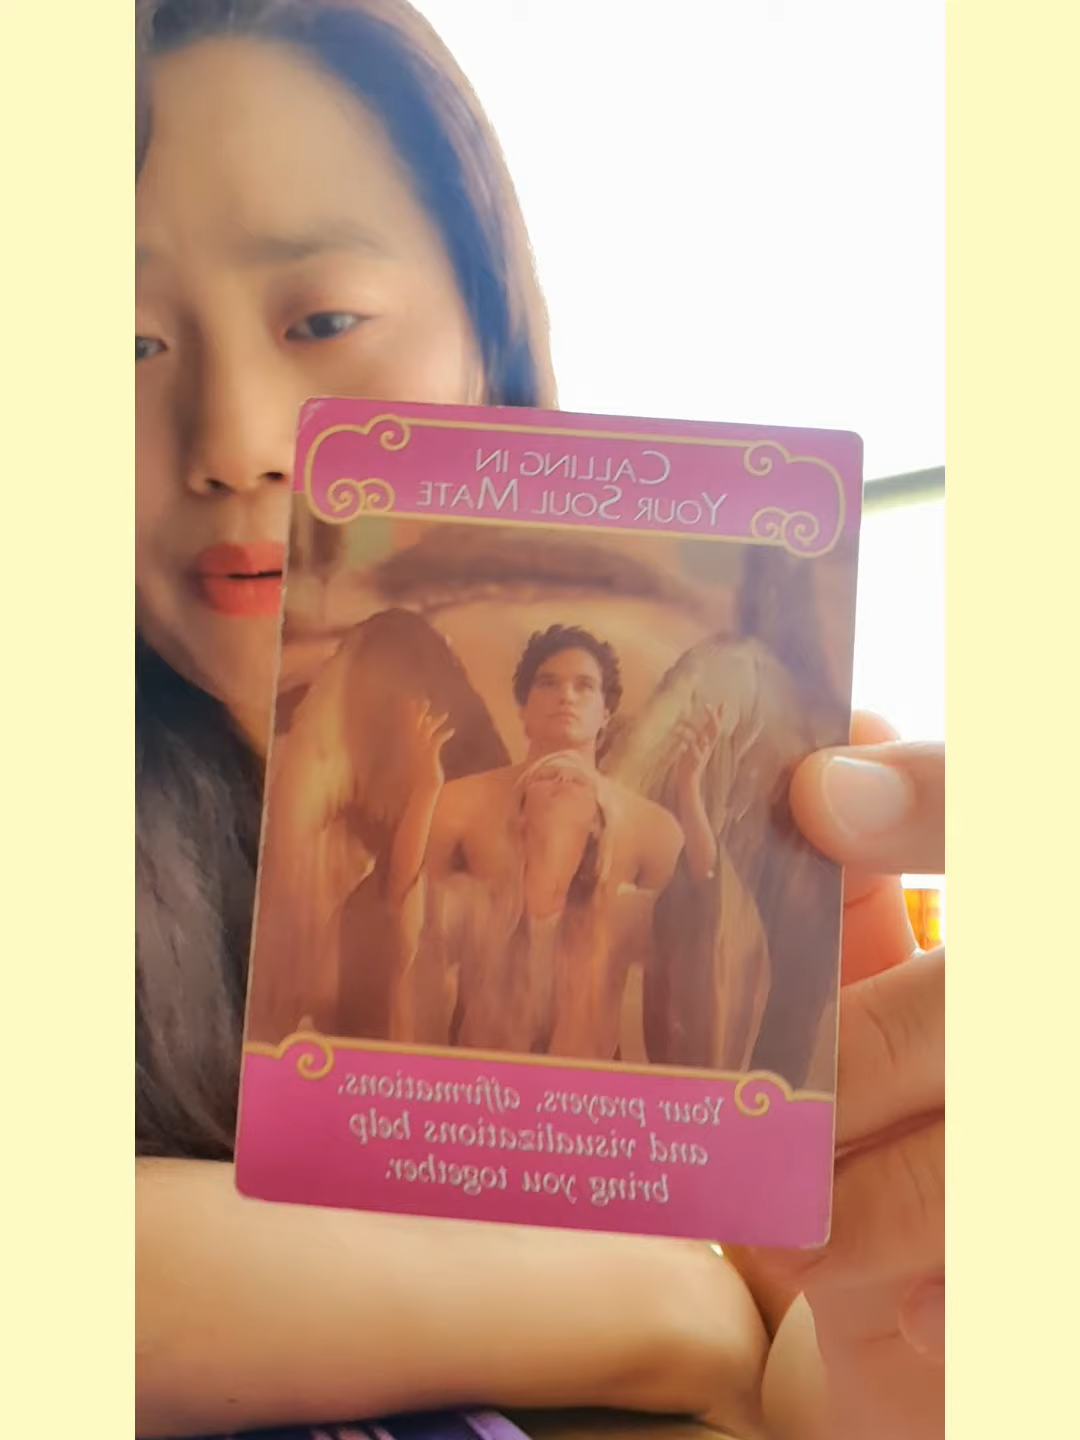 CALLING IN
YOUR SOUL MATE
Your prayers, affirmations,
and visualizations help
bring you together.